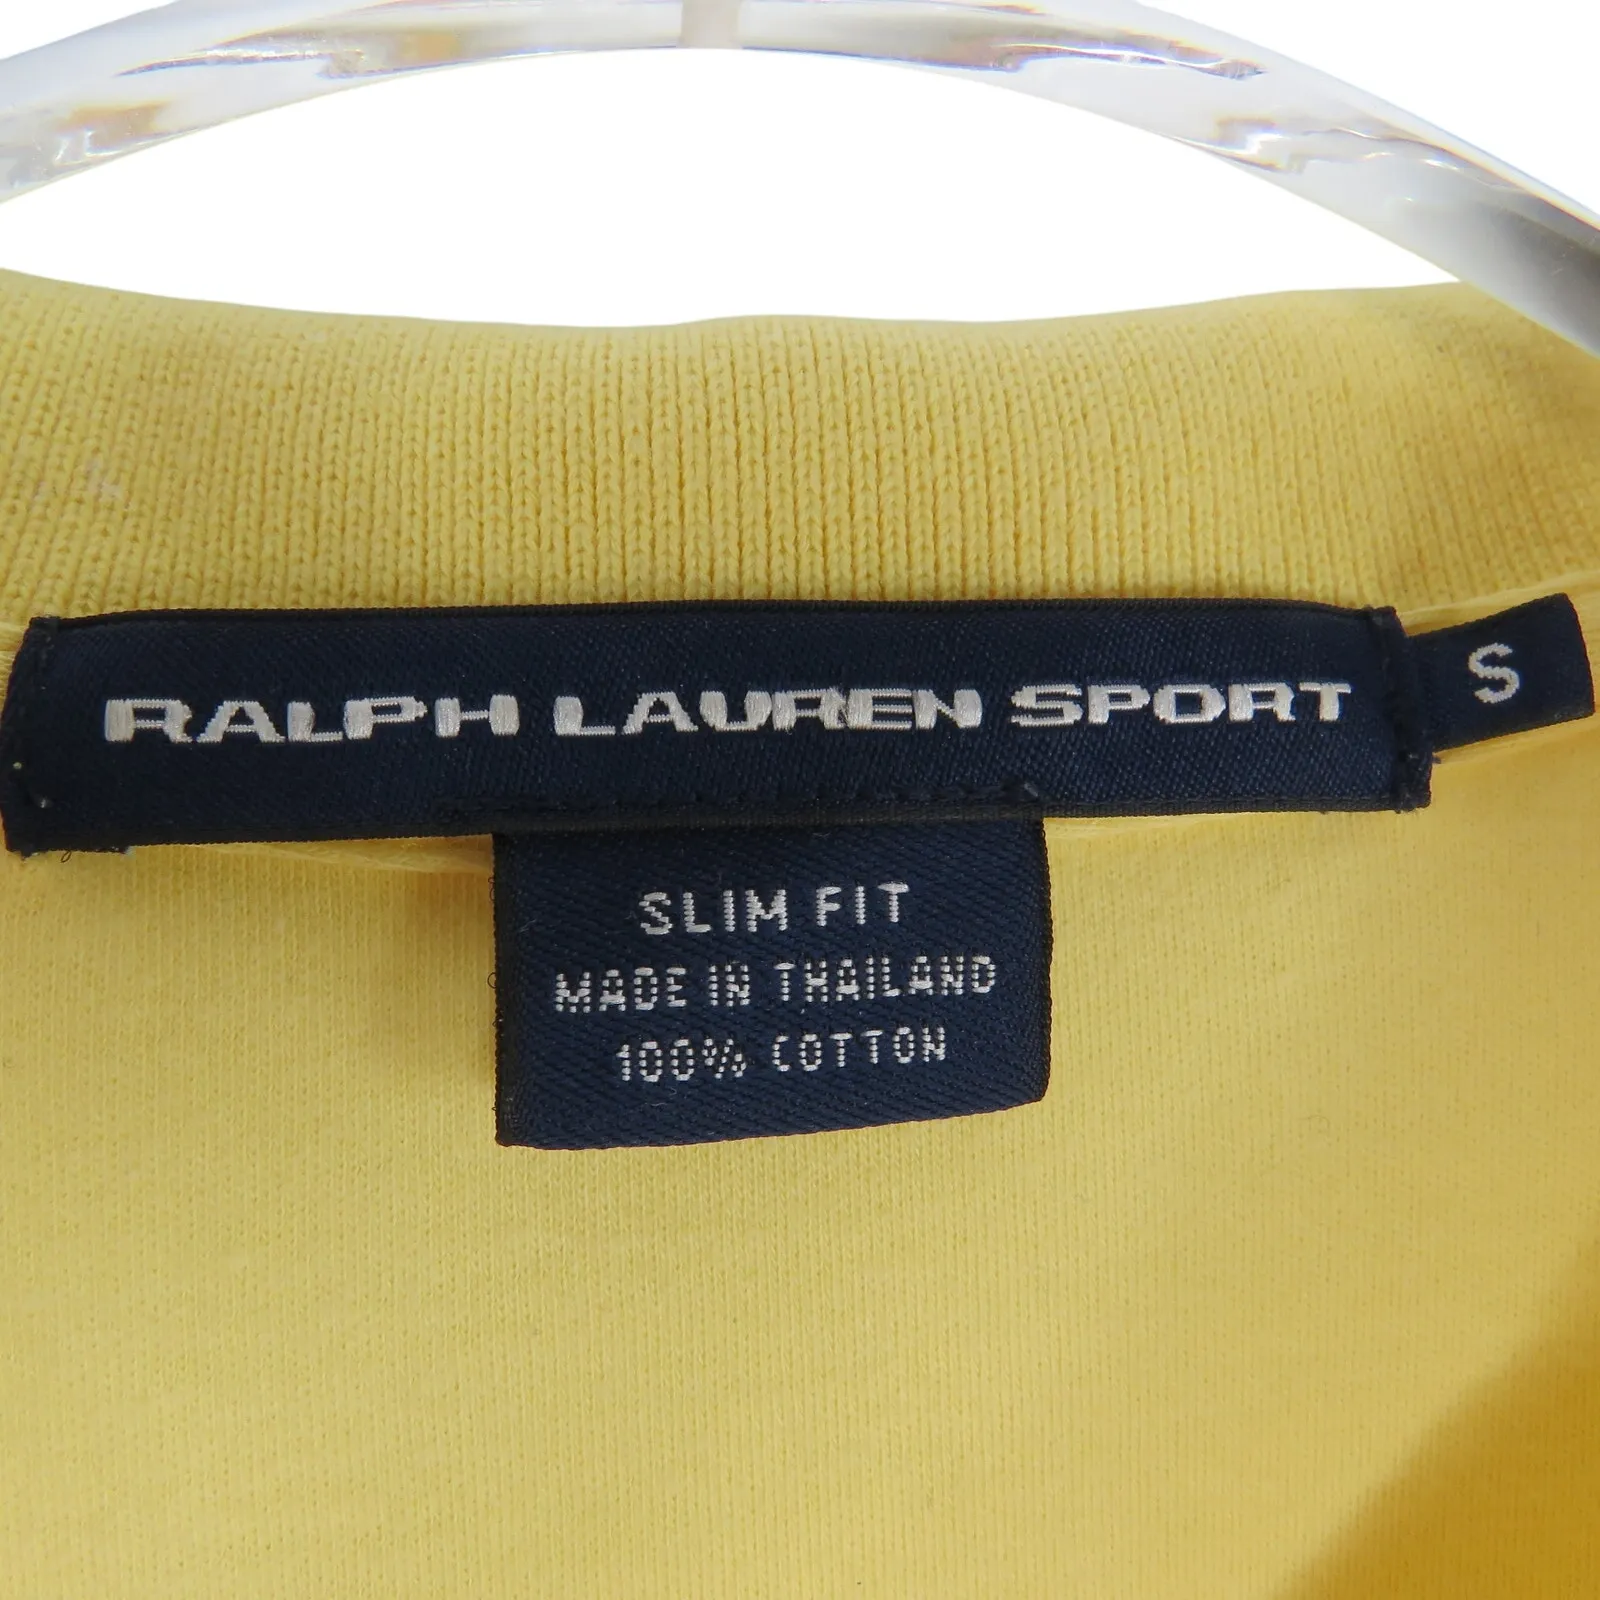 RALPH LAUREN SPORT
S
SLIM FIT
MADE IN THAILAND
100% COTTON